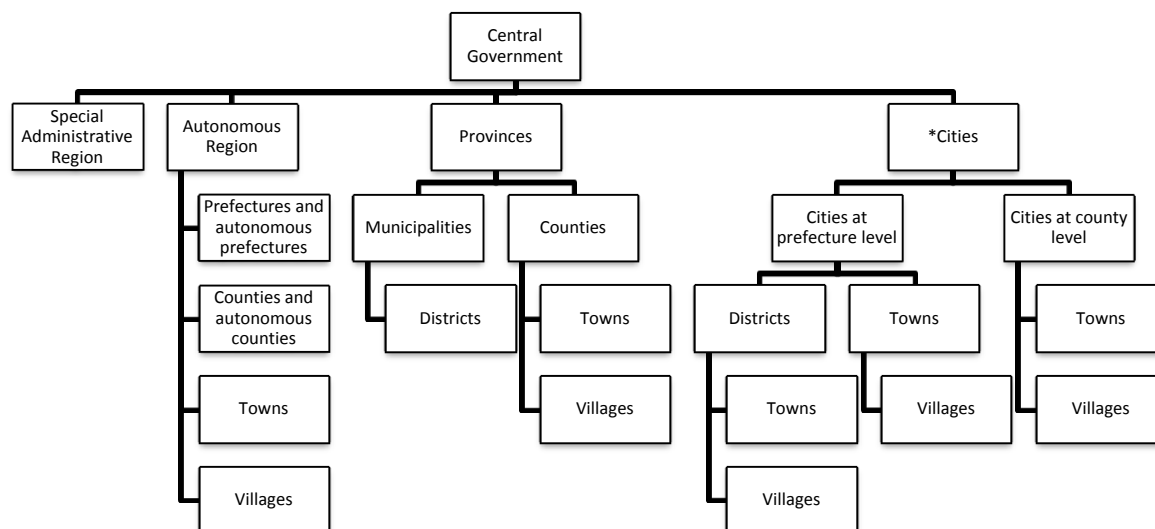 Central
Government
Special
Administrative
Region
Autonomous
Region
Provinces
*Cities
Prefectures and
autonomous
prefectures
Municipalities
Counties
Cities at
prefecture level
Cities at county
level
Counties and
autonomous
counties
Districts
Towns
Districts
Towns
Towns
Towns
Villages
Towns
Villages
Villages
Villages
Villages